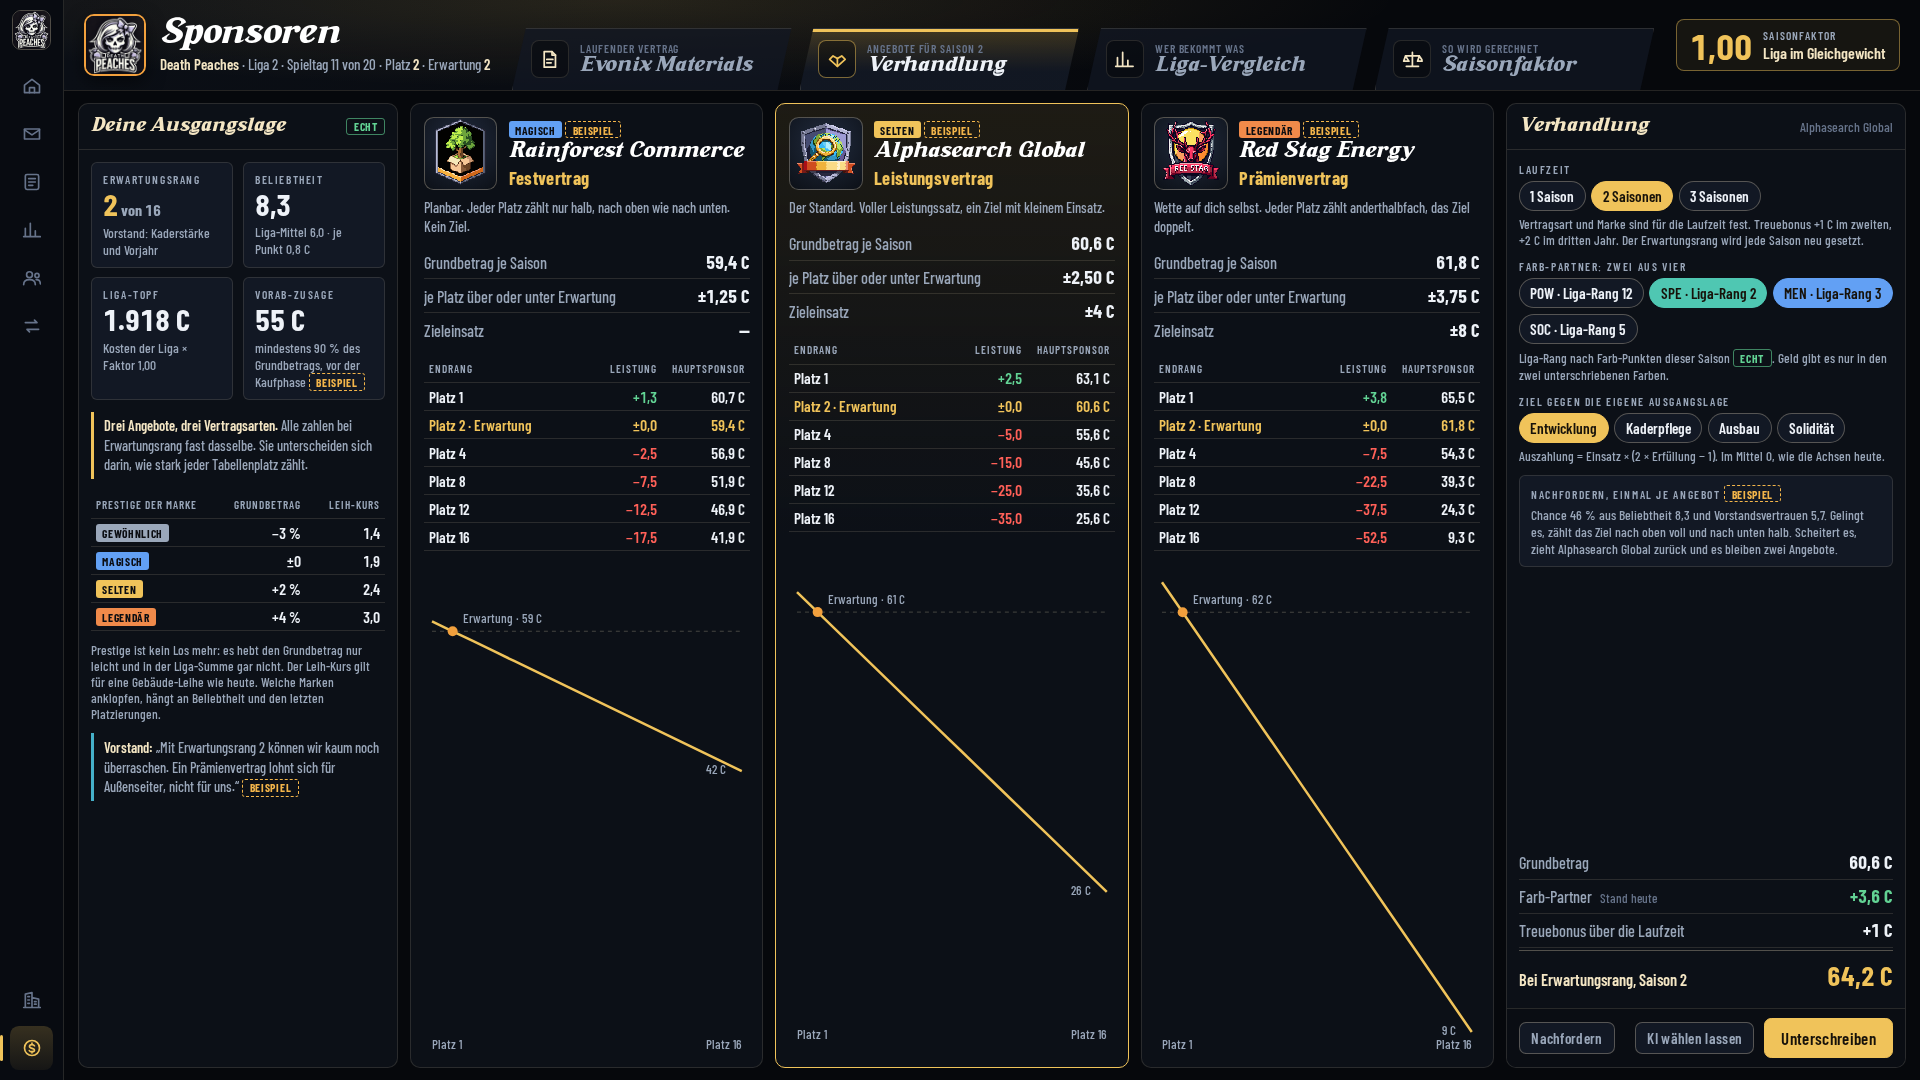 PEACHES
Sponsoren
Death Peaches · Liga 2 · Spieltag 11 von 20 · Platz 2 · Erwartung 2
LAUFENDER VERTRAG
Evonix Materials
ANGEBOTE FÜR SAISON 2
Verhandlung
WER BEKOMMT WAS
Liga-Vergleich
SO WIRD GERECHNET
Saisonfaktor
1,00
SAISONFAKTOR
Liga im Gleichgewicht
Deine Ausgangslage ECHT
ERWARTUNGSRANG
2 von 16
Vorstand: Kaderstärke
und Vorjahr
BELIEBTHEIT
8,3
Liga-Mittel 6,0 · je
Punkt 0,8 C
LIGA-TOPF
1.918 C
Kosten der Liga ×
Faktor 1,00
VORAB-ZUSAGE
55 C
mindestens 90 % des
Grundbetrags, vor der
Kaufphase BEISPIEL
Drei Angebote, drei Vertragsarten. Alle zahlen bei
Erwartungsrang fast dasselbe. Sie unterscheiden sich
darin, wie stark jeder Tabellenplatz zählt.
PRESTIGE DER MARKE GRUNDBETRAG LEIH-KURS
GEWÖHNLICH −3 % 1,4
MAGISCH ±0 1,9
SELTEN +2 % 2,4
LEGENDÄR +4 % 3,0
Prestige ist kein Los mehr: es hebt den Grundbetrag nur
leicht und in der Liga-Summe gar nicht. Der Leih-Kurs gilt
für eine Gebäude-Leihe wie heute. Welche Marken
anklopfen, hängt an Beliebtheit und den letzten
Platzierungen.
Vorstand: „Mit Erwartungsrang 2 können wir kaum noch
überraschen. Ein Prämienvertrag lohnt sich für
Außenseiter, nicht für uns.“ BEISPIEL
MAGISCH BEISPIEL
Rainforest Commerce
Festvertrag
Planbar. Jeder Platz zählt nur halb, nach oben wie nach unten.
Kein Ziel.
Grundbetrag je Saison 59,4 C
je Platz über oder unter Erwartung ±1,25 C
Zieleinsatz –
ENDRANG LEISTUNG HAUPTSPONSOR
Platz 1 +1,3 60,7 C
Platz 2 · Erwartung ±0,0 59,4 C
Platz 4 −2,5 56,9 C
Platz 8 −7,5 51,9 C
Platz 12 −12,5 46,9 C
Platz 16 −17,5 41,9 C
Erwartung · 59 C
42 C
Platz 1 Platz 16
SELTEN BEISPIEL
Alphasearch Global
Leistungsvertrag
Der Standard. Voller Leistungssatz, ein Ziel mit kleinem Einsatz.
Grundbetrag je Saison 60,6 C
je Platz über oder unter Erwartung ±2,50 C
Zieleinsatz ±4 C
ENDRANG LEISTUNG HAUPTSPONSOR
Platz 1 +2,5 63,1 C
Platz 2 · Erwartung ±0,0 60,6 C
Platz 4 −5,0 55,6 C
Platz 8 −15,0 45,6 C
Platz 12 −25,0 35,6 C
Platz 16 −35,0 25,6 C
Erwartung · 61 C
26 C
Platz 1 Platz 16
RED STAG
LEGENDÄR BEISPIEL
Red Stag Energy
Prämienvertrag
Wette auf dich selbst. Jeder Platz zählt anderthalbfach, das Ziel
doppelt.
Grundbetrag je Saison 61,8 C
je Platz über oder unter Erwartung ±3,75 C
Zieleinsatz ±8 C
ENDRANG LEISTUNG HAUPTSPONSOR
Platz 1 +3,8 65,5 C
Platz 2 · Erwartung ±0,0 61,8 C
Platz 4 −7,5 54,3 C
Platz 8 −22,5 39,3 C
Platz 12 −37,5 24,3 C
Platz 16 −52,5 9,3 C
Erwartung · 62 C
9 C
Platz 1 Platz 16
Verhandlung Alphasearch Global
LAUFZEIT
1 Saison 2 Saisonen 3 Saisonen
Vertragsart und Marke sind für die Laufzeit fest. Treuebonus +1 C im zweiten,
+2 C im dritten Jahr. Der Erwartungsrang wird jede Saison neu gesetzt.
FARB-PARTNER: ZWEI AUS VIER
POW · Liga-Rang 12 SPE · Liga-Rang 2 MEN · Liga-Rang 3
SOC · Liga-Rang 5
Liga-Rang nach Farb-Punkten dieser Saison ECHT . Geld gibt es nur in den
zwei unterschriebenen Farben.
ZIEL GEGEN DIE EIGENE AUSGANGSLAGE
Entwicklung Kaderpflege Ausbau Solidität
Auszahlung = Einsatz × (2 × Erfüllung − 1). Im Mittel 0, wie die Achsen heute.
NACHFORDERN, EINMAL JE ANGEBOT BEISPIEL
Chance 46 % aus Beliebtheit 8,3 und Vorstandsvertrauen 5,7. Gelingt
es, zählt das Ziel nach oben voll und nach unten halb. Scheitert es,
zieht Alphasearch Global zurück und es bleiben zwei Angebote.
Grundbetrag 60,6 C
Farb-Partner Stand heute +3,6 C
Treuebonus über die Laufzeit +1 C
Bei Erwartungsrang, Saison 2 64,2 C
Nachfordern KI wählen lassen Unterschreiben